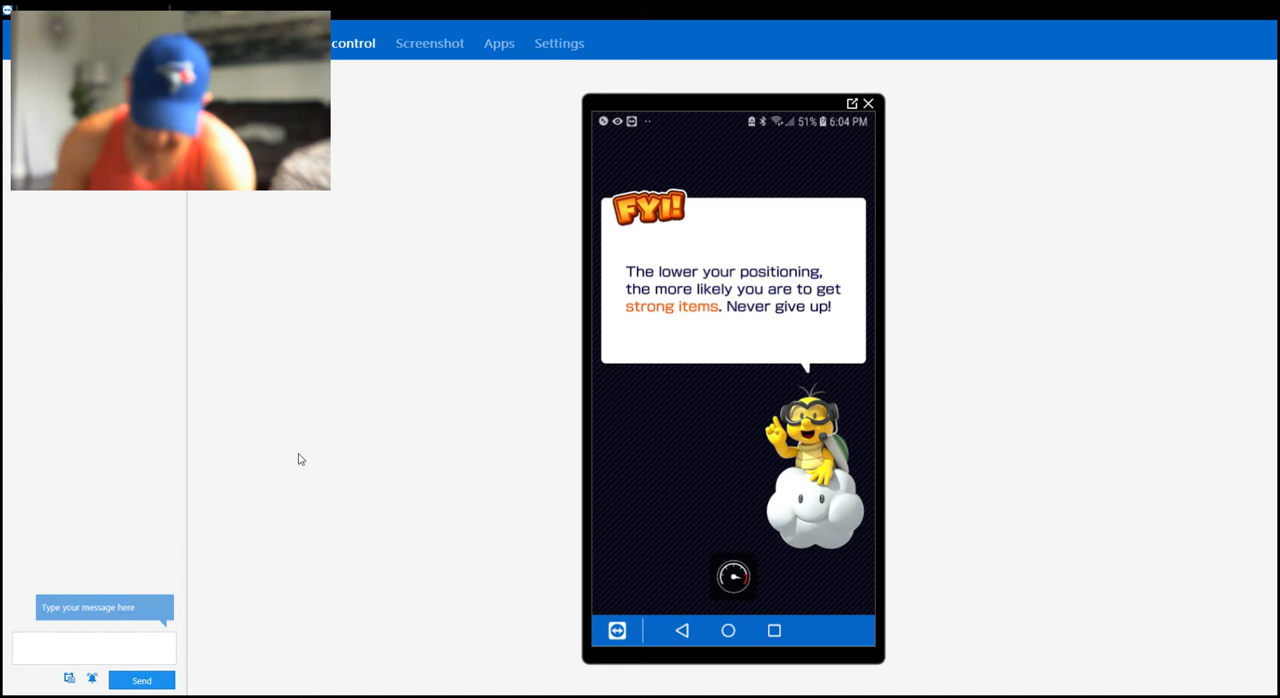 control
Screenshot
Apps
Settings
51%
6:04 PM
FYI!
The lower your positioning,
the more likely you are to get
strong items. Never give up!
Type your message here
Send